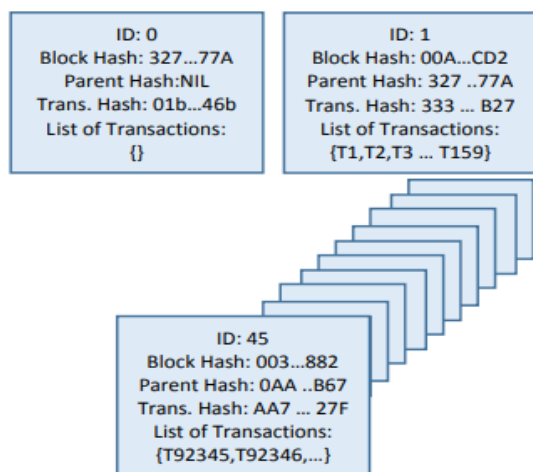 ID: 0
Block Hash: 327...77A
Parent Hash:NIL
Trans. Hash: 01b...46b
List of Transactions:
{}
ID: 1
Block Hash: 00A...CD2
Parent Hash: 327 ..77A
Trans. Hash: 333 ... B27
List of Transactions:
{T1,T2,T3 ... T159}
ID: 45
Block Hash: 003...882
Parent Hash: 0AA ..B67
Trans. Hash: AA7 ... 27F
List of Transactions:
{T92345,T92346,...}